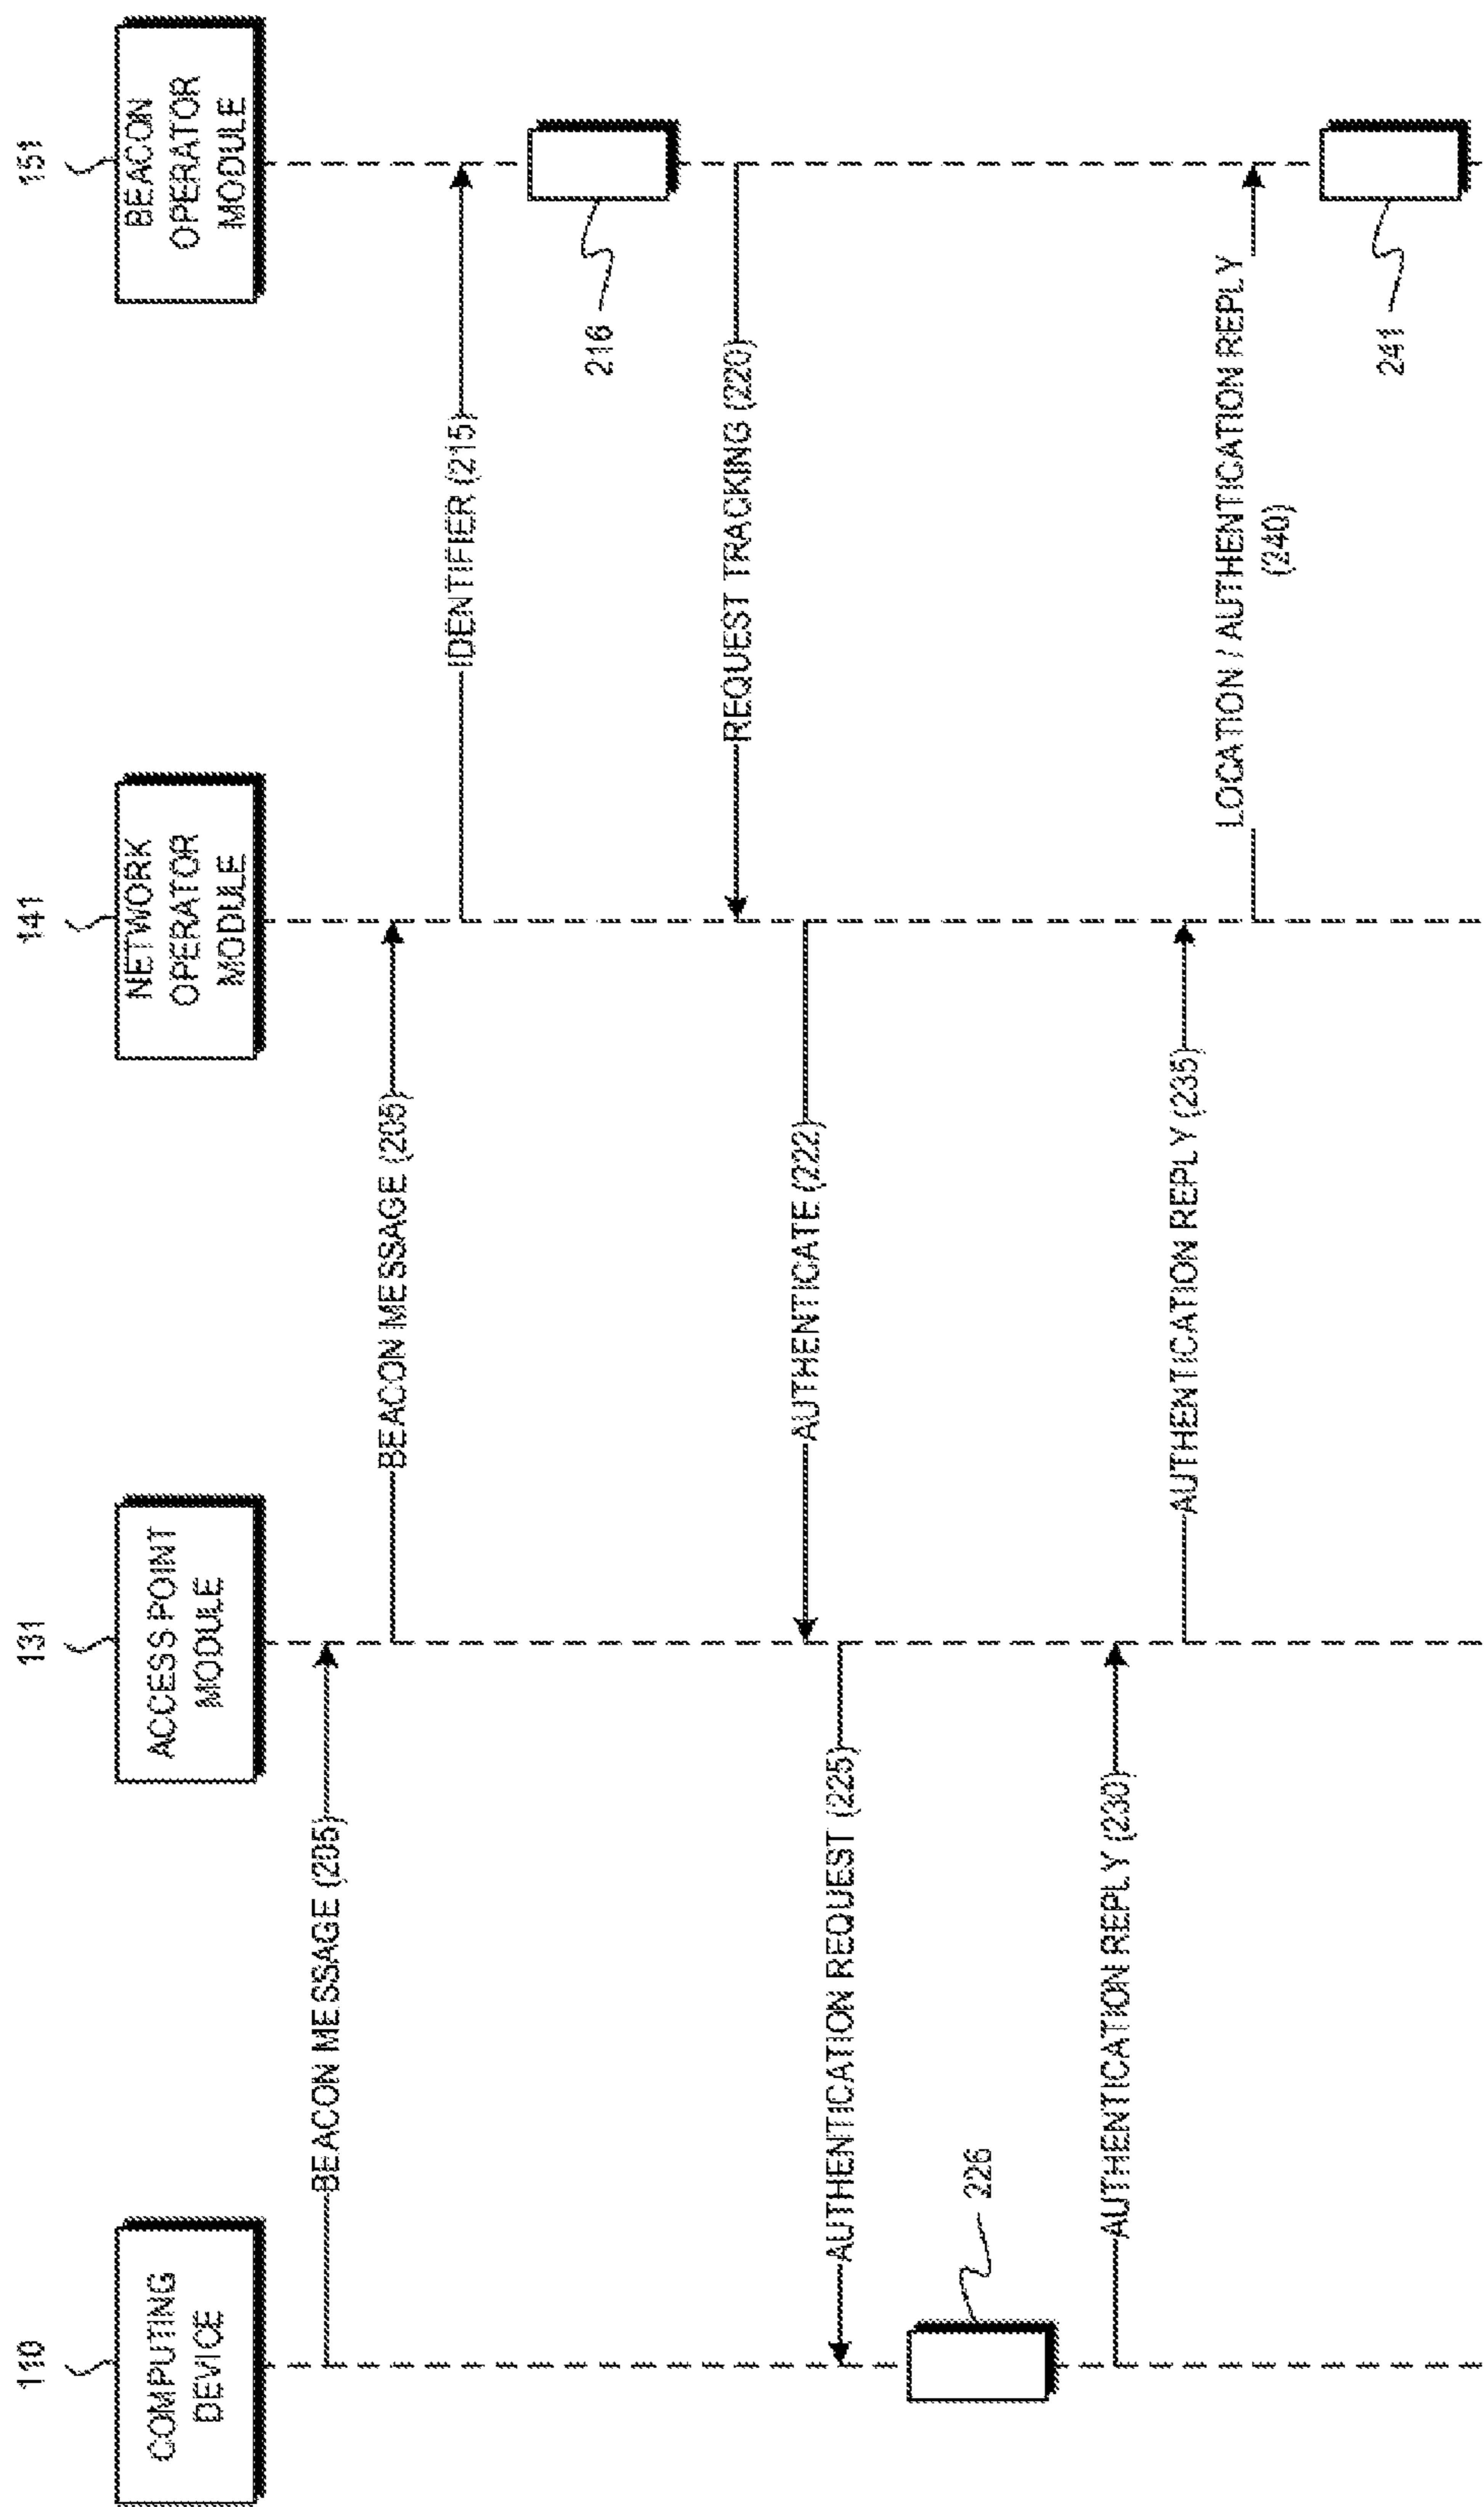 110
131
141
151
COMPUTING
DEVICE
ACCESS POINT
MODULE
NETWORK
OPERATOR
MODULE
BEACON
OPERATOR
MODULE
BEACON MESSAGE (205)
BEACON MESSAGE (205)
IDENTIFIER (215)
216
REQUEST TRACKING (220)
AUTHENTICATE (222)
AUTHENTICATION REQUEST (225)
226
AUTHENTICATION REPLY (230)
AUTHENTICATION REPLY (235)
LOCATION / AUTHENTICATION REPLY
(240)
241